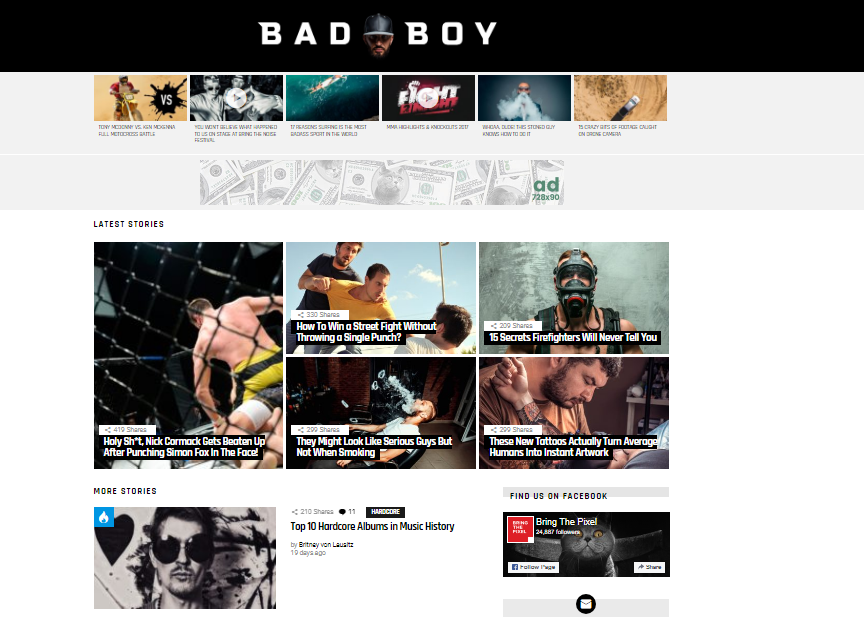 BAD BOY
VS
FIGHT
TONY MCJONNY VS. KEN MCKENNA
FULL MOTOCROSS BATTLE
YOU WON'T BELIEVE WHAT HAPPENED
TO US ON STAGE AT BRING THE NOISE
FESTIVAL
17 REASONS SURFING IS THE MOST
BADASS SPORT IN THE WORLD
MMA HIGHLIGHTS & KNOCKOUTS 2017
WHOAA, DUDE! THIS STONED GUY
KNOWS HOW TO DO IT
15 CRAZY BITS OF FOOTAGE CAUGHT
ON DRONE CAMERA
ad
728x90
LATEST STORIES
419 Shares
Holy Sh*t, Nick Cormack Gets Beaten Up
After Punching Simon Fox In The Face!
330 Shares
How To Win a Street Fight Without
Throwing a Single Punch?
209 Shares
15 Secrets Firefighters Will Never Tell You
299 Shares
They Might Look Like Serious Guys But
Not When Smoking
299 Shares
These New Tattoos Actually Turn Average
Humans Into Instant Artwork
MORE STORIES
210 Shares 11 HARDCORE
Top 10 Hardcore Albums in Music History
by Britney von Lausitz
19 days ago
FIND US ON FACEBOOK
BRING
THE
PIXEL
Bring The Pixel
24,887 followers
Follow Page
Share